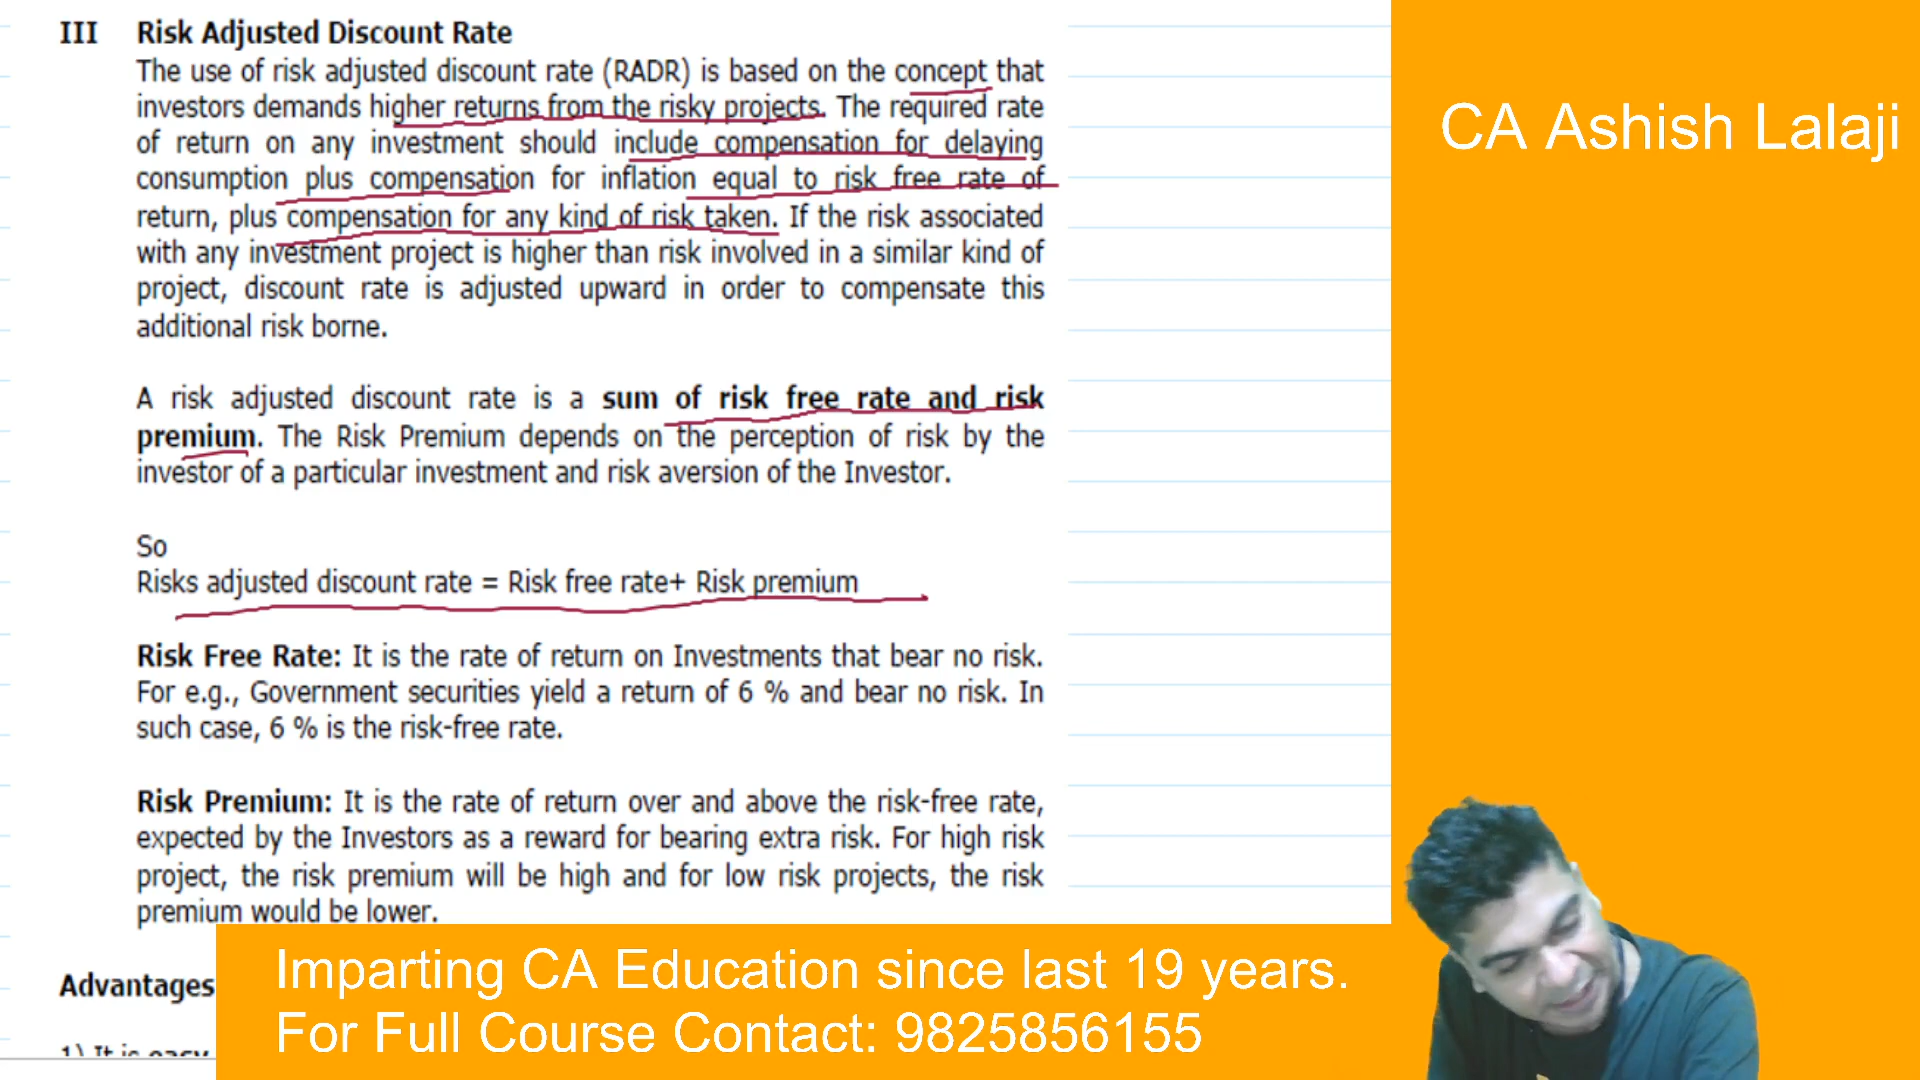 III Risk Adjusted Discount Rate
The use of risk adjusted discount rate (RADR) is based on the concept that
investors demands higher returns from the risky projects. The required rate
of return on any investment should include compensation for delaying
consumption plus compensation for inflation equal to risk free rate of
return, plus compensation for any kind of risk taken. If the risk associated
with any investment project is higher than risk involved in a similar kind of
project, discount rate is adjusted upward in order to compensate this
additional risk borne.
A risk adjusted discount rate is a sum of risk free rate and risk
premium. The Risk Premium depends on the perception of risk by the
investor of a particular investment and risk aversion of the Investor.
So
Risks adjusted discount rate = Risk free rate+ Risk premium
Risk Free Rate: It is the rate of return on Investments that bear no risk.
For e.g., Government securities yield a return of 6 % and bear no risk. In
such case, 6 % is the risk-free rate.
Risk Premium: It is the rate of return over and above the risk-free rate,
expected by the Investors as a reward for bearing extra risk. For high risk
project, the risk premium will be high and for low risk projects, the risk
premium would be lower.
Advantages
1) It is easy
CA Ashish Lalaji
Imparting CA Education since last 19 years.
For Full Course Contact: 9825856155